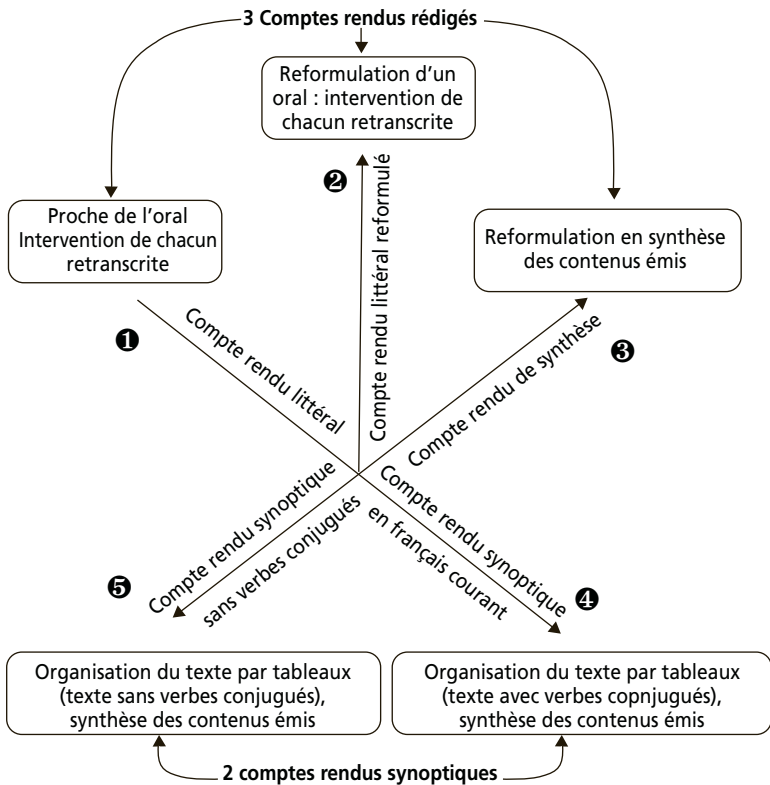 3 Comptes rendus rédigés
Reformulation d'un
oral : intervention de
chacun retranscrite
❷
Compte rendu littéral reformulé
Proche de l'oral
Intervention de chacun
retranscrite
Reformulation en synthèse
des contenus émis
❶
Compte rendu littéral
❸
Compte rendu de synthèse
❺
Compte rendu synoptique
sans verbes conjugués
❹
Compte rendu synoptique
en français courant
Organisation du texte par tableaux
(texte sans verbes conjugués),
synthèse des contenus émis
Organisation du texte par tableaux
(texte avec verbes copnjugués),
synthèse des contenus émis
2 comptes rendus synoptiques